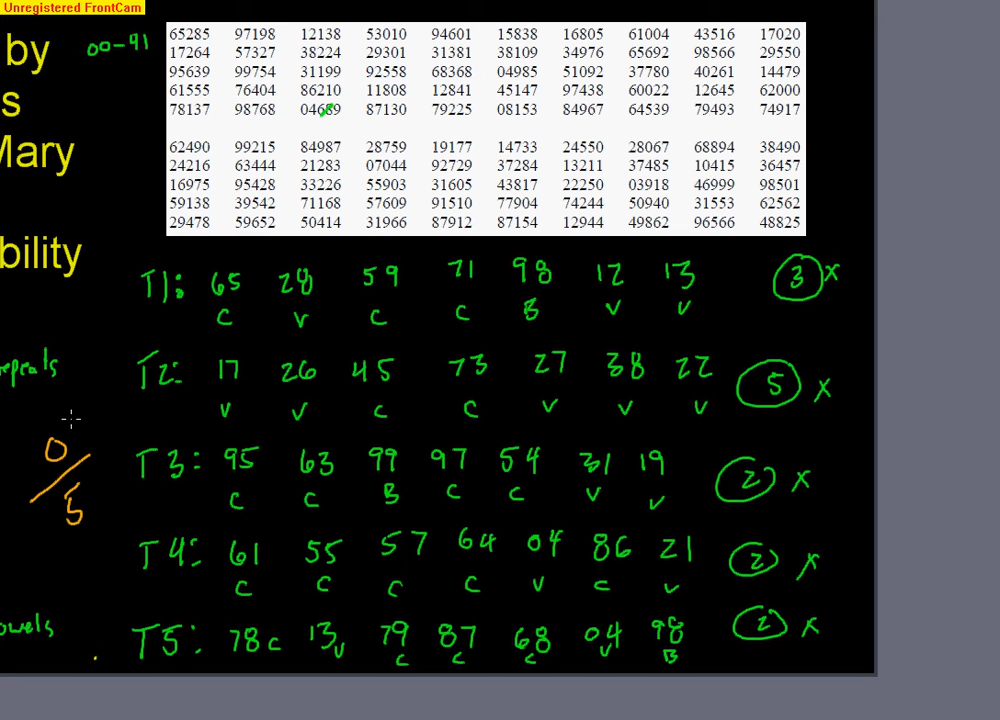 Unregistered FrontCam
by
s
Mary
bility
00-41
65285 97198 12138 53010 94601 15838 16805 61004 43516 17020
17264 57327 38224 29301 31381 38109 34976 65692 98566 29550
95639 99754 31199 92558 68368 04985 51092 37780 40261 14479
61555 76404 86210 11808 12841 45147 97438 60022 12645 62000
78137 98768 04689 87130 79225 08153 84967 64539 79493 74917
62490 99215 84987 28759 19177 14733 24550 28067 68894 38490
24216 63444 21283 07044 92729 37284 13211 37485 10415 36457
16975 95428 33226 55903 31605 43817 22250 03918 46999 98501
59138 39542 71168 57609 91510 77904 74244 50940 31553 62562
29478 59652 50414 31966 87912 87154 12944 49862 96566 48825
T1: 65 28 59 71 98 12 13 3 x
C V C C B V V
repeats
T2: 17 26 45 73 27 38 22 5 x
V V C C V V V
0/5
T3: 95 63 99 97 54 31 19 2 x
C C B C C V V
T4: 61 55 57 64 04 86 21 2 x
C C C C V C V
owels
T5: 78 C 13 V 79 87 68 04 98 2 x
C C C V B